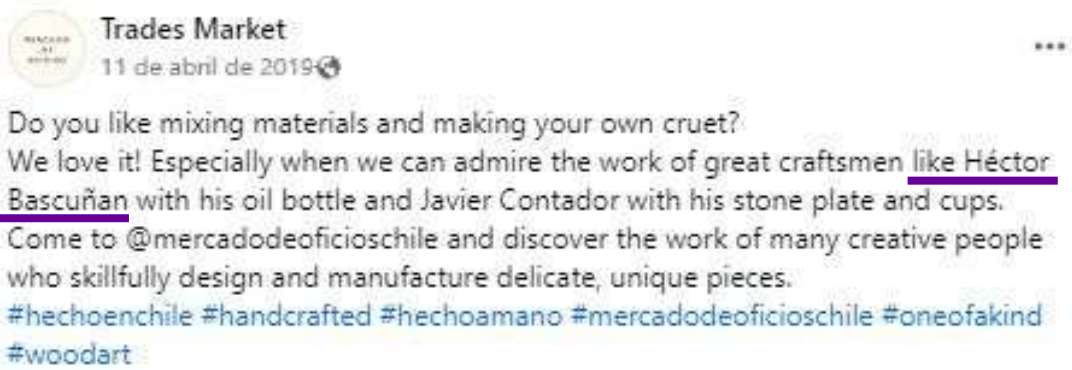 Trades Market
11 de abril de 2019
Do you like mixing materials and making your own cruet?
We love it! Especially when we can admire the work of great craftsmen like Héctor
Bascuñan with his oil bottle and Javier Contador with his stone plate and cups.
Come to @mercadodeoficioschile and discover the work of many creative people
who skillfully design and manufacture delicate, unique pieces.
#hechoenchile #handcrafted #hechoamano #mercadodeoficioschile #oneofakind
#woodart